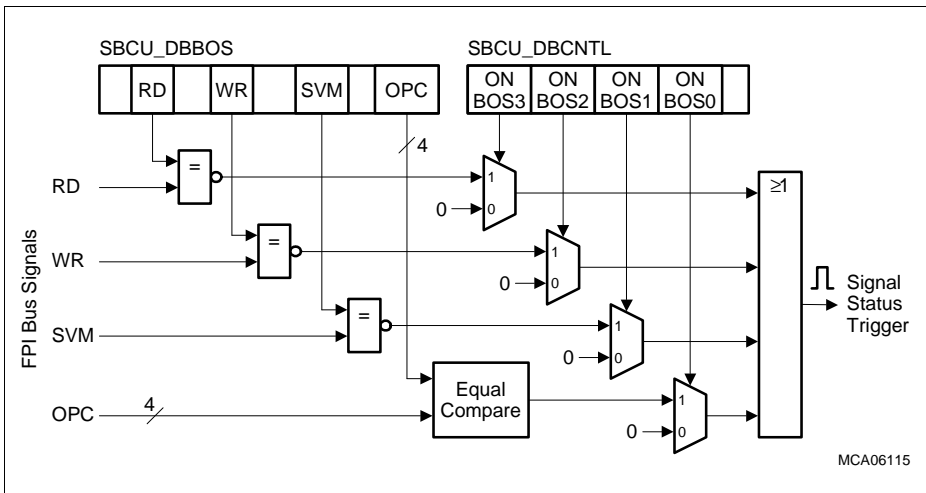 SBCU_DBBOS
SBCU_DBCNTL
RD
WR
SVM
OPC
ON
BOS3
ON
BOS2
ON
BOS1
ON
BOS0
4
RD
=
1
0
0
≥1
WR
=
1
0
0
FPI Bus Signals
Signal
Status
Trigger
SVM
=
1
0
0
OPC
4
Equal
Compare
1
0
0
MCA06115